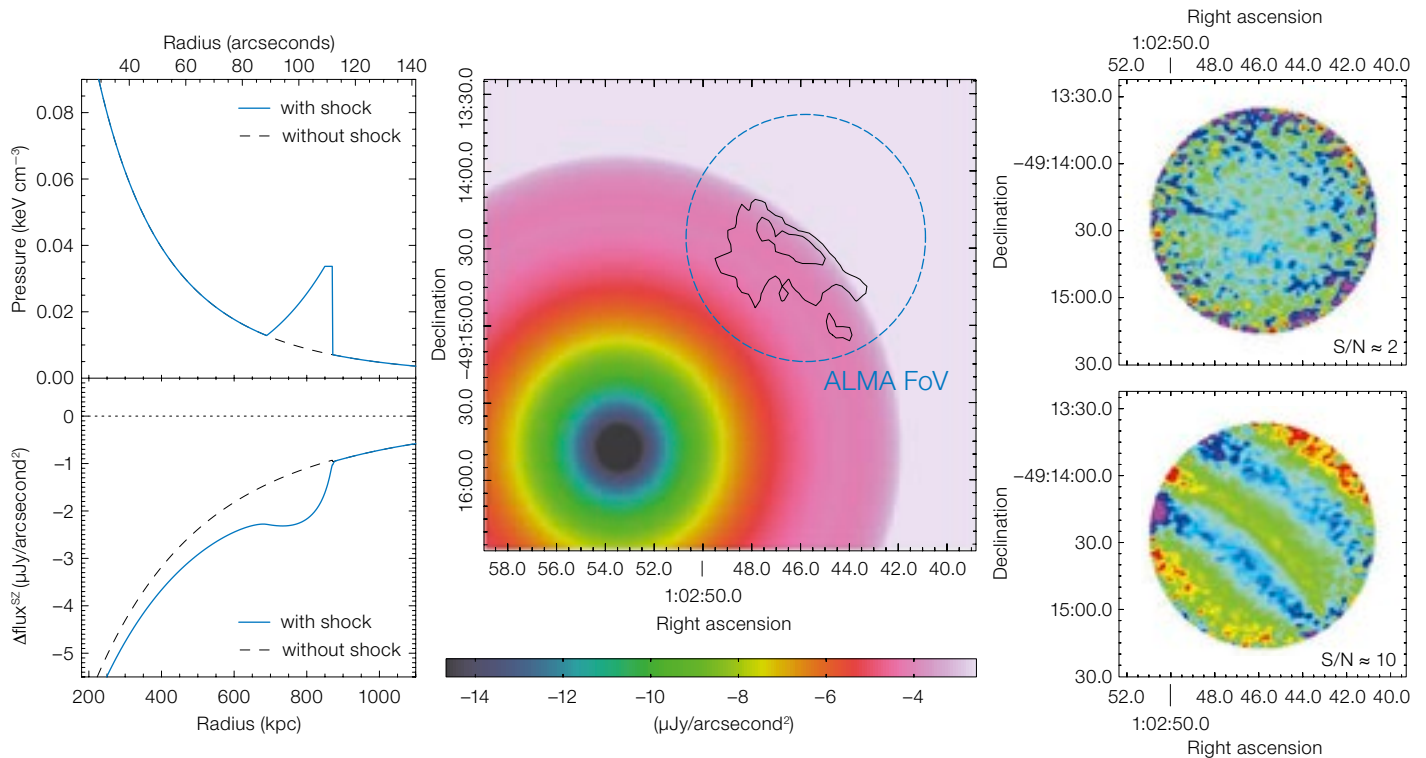 Radius (arcseconds)
40 60 80 100 120 140
0.08
0.06
0.04
0.02
0.00
Pressure (keV cm−3)
with shock
without shock
0
−1
−2
−3
−4
−5
Δflux^SZ (µJy/arcsecond²)
with shock
without shock
200 400 600 800 1000
Radius (kpc)
13:30.0
14:00.0
30.0
−49:15:00.0
30.0
16:00.0
Declination
ALMA FoV
58.0 56.0 54.0 52.0 48.0 46.0 44.0 42.0 40.0
1:02:50.0
Right ascension
−14 −12 −10 −8 −6 −4
(µJy/arcsecond²)
Right ascension
1:02:50.0
52.0 48.0 46.0 44.0 42.0 40.0
13:30.0
−49:14:00.0
30.0
15:00.0
30.0
Declination
S/N ≈ 2
13:30.0
−49:14:00.0
30.0
15:00.0
30.0
Declination
S/N ≈ 10
52.0 48.0 46.0 44.0 42.0 40.0
1:02:50.0
Right ascension